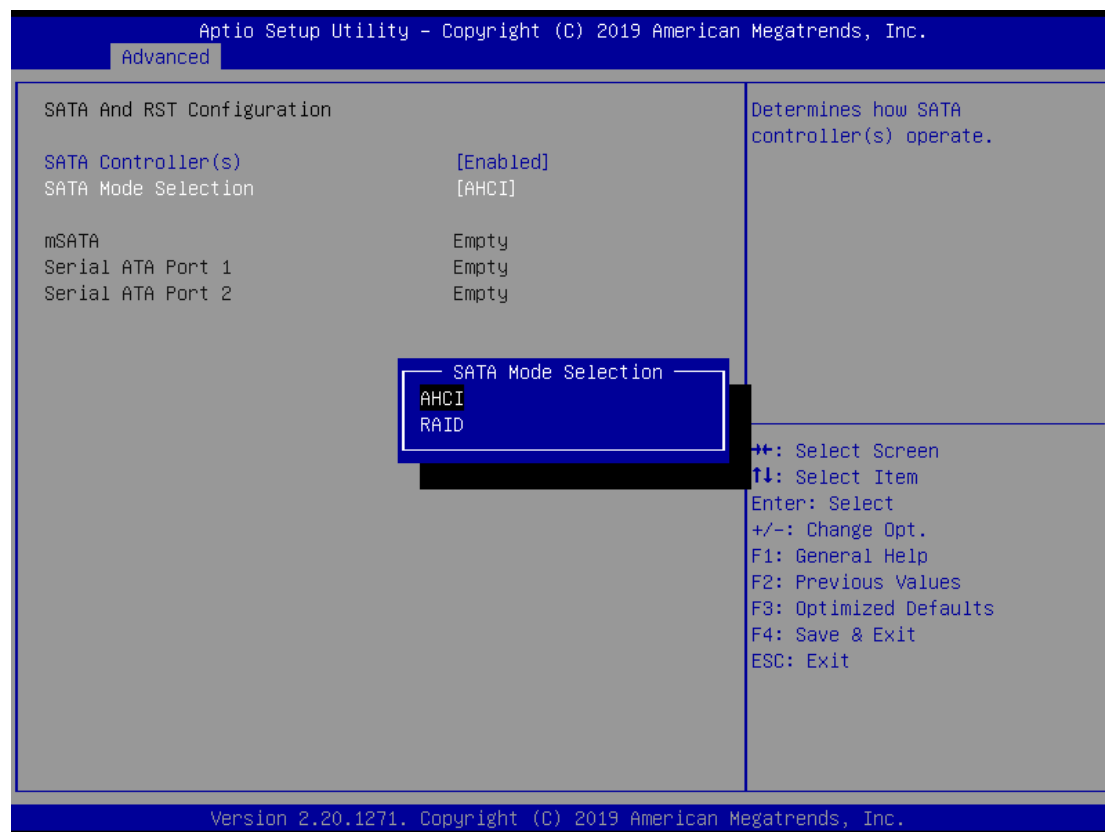 Aptio Setup Utility – Copyright (C) 2019 American Megatrends, Inc.
Advanced
SATA And RST Configuration
SATA Controller(s) [Enabled]
SATA Mode Selection [AHCI]
mSATA Empty
Serial ATA Port 1 Empty
Serial ATA Port 2 Empty
SATA Mode Selection
AHCI
RAID
Determines how SATA
controller(s) operate.
→←: Select Screen
↑↓: Select Item
Enter: Select
+/-: Change Opt.
F1: General Help
F2: Previous Values
F3: Optimized Defaults
F4: Save & Exit
ESC: Exit
Version 2.20.1271. Copyright (C) 2019 American Megatrends, Inc.